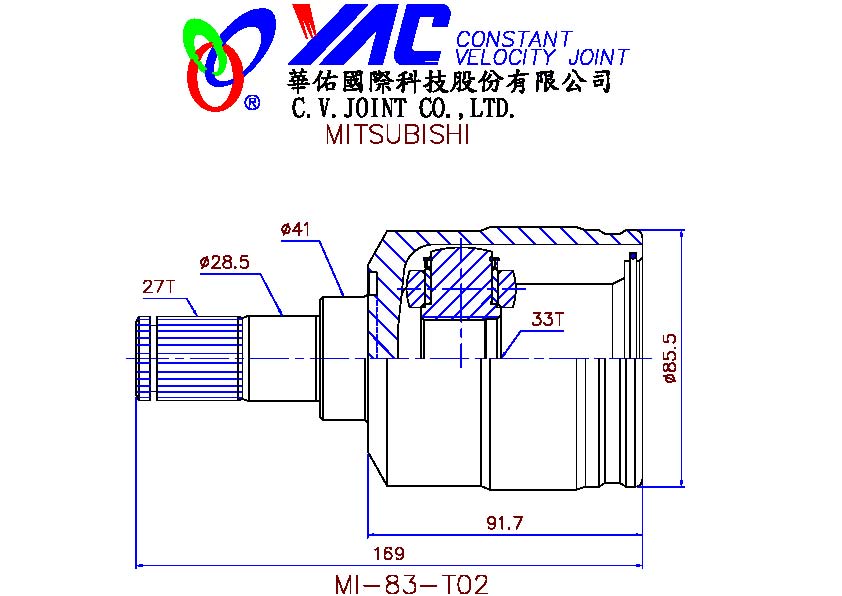 YAC CONSTANT
VELOCITY JOINT
®
華佑國際科技股份有限公司
C.V.JOINT CO.,LTD.
MITSUBISHI
ø41
ø28.5
27T
33T
ø85.5
91.7
169
MI-83-T02